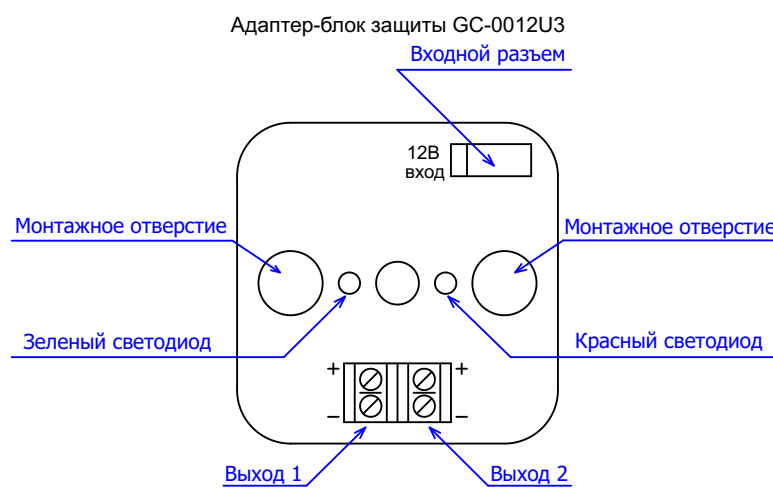 Адаптер-блок защиты GC-0012U3
Входной разъем
12В
вход
Монтажное отверстие
Монтажное отверстие
Зеленый светодиод
Красный светодиод
+
+
–
–
Выход 1
Выход 2